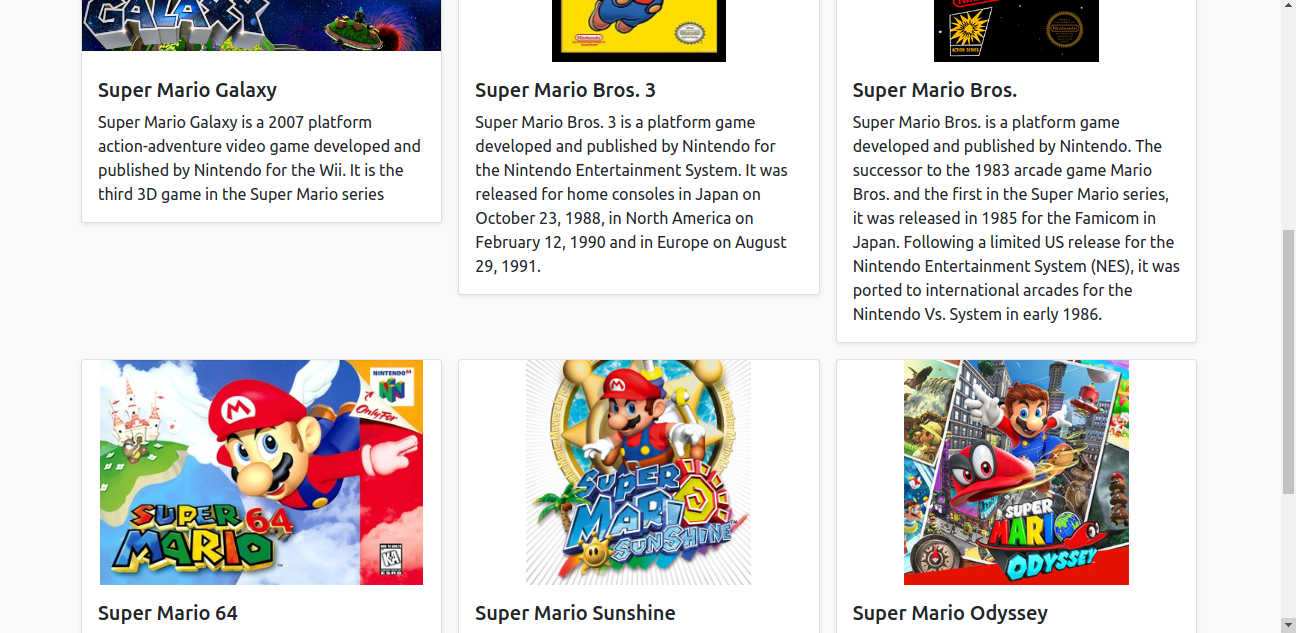 GALAXY
Nintendo
ACTION SERIES
Super Mario Galaxy
Super Mario Galaxy is a 2007 platform
action-adventure video game developed and
published by Nintendo for the Wii. It is the
third 3D game in the Super Mario series
Super Mario Bros. 3
Super Mario Bros. 3 is a platform game
developed and published by Nintendo for
the Nintendo Entertainment System. It was
released for home consoles in Japan on
October 23, 1988, in North America on
February 12, 1990 and in Europe on August
29, 1991.
Super Mario Bros.
Super Mario Bros. is a platform game
developed and published by Nintendo. The
successor to the 1983 arcade game Mario
Bros. and the first in the Super Mario series,
it was released in 1985 for the Famicom in
Japan. Following a limited US release for the
Nintendo Entertainment System (NES), it was
ported to international arcades for the
Nintendo Vs. System in early 1986.
NINTENDO 64
Only For
SUPER
MARIO 64
Super Mario 64
SUPER
MARIO
SUNSHINE
Super Mario Sunshine
SUPER
MARIO
ODYSSEY
Super Mario Odyssey